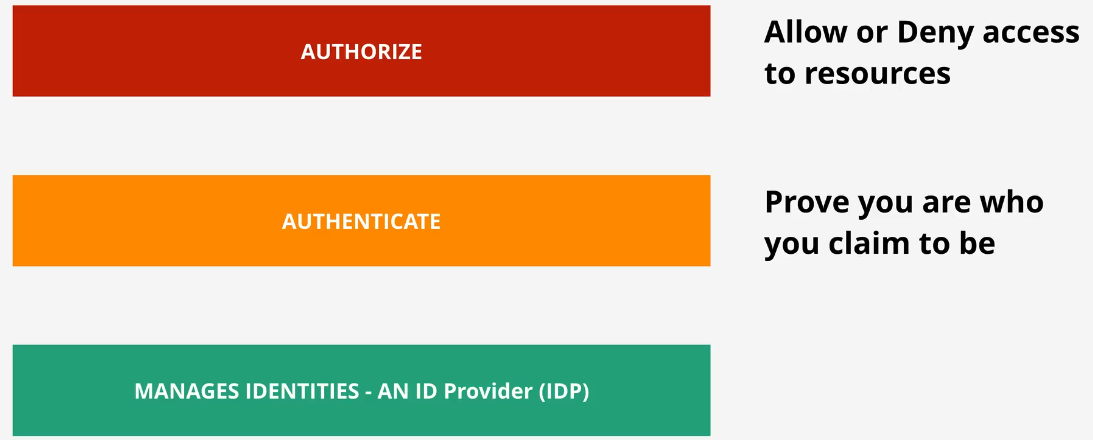 AUTHORIZE
Allow or Deny access
to resources
AUTHENTICATE
Prove you are who
you claim to be
MANAGES IDENTITIES - AN ID Provider (IDP)